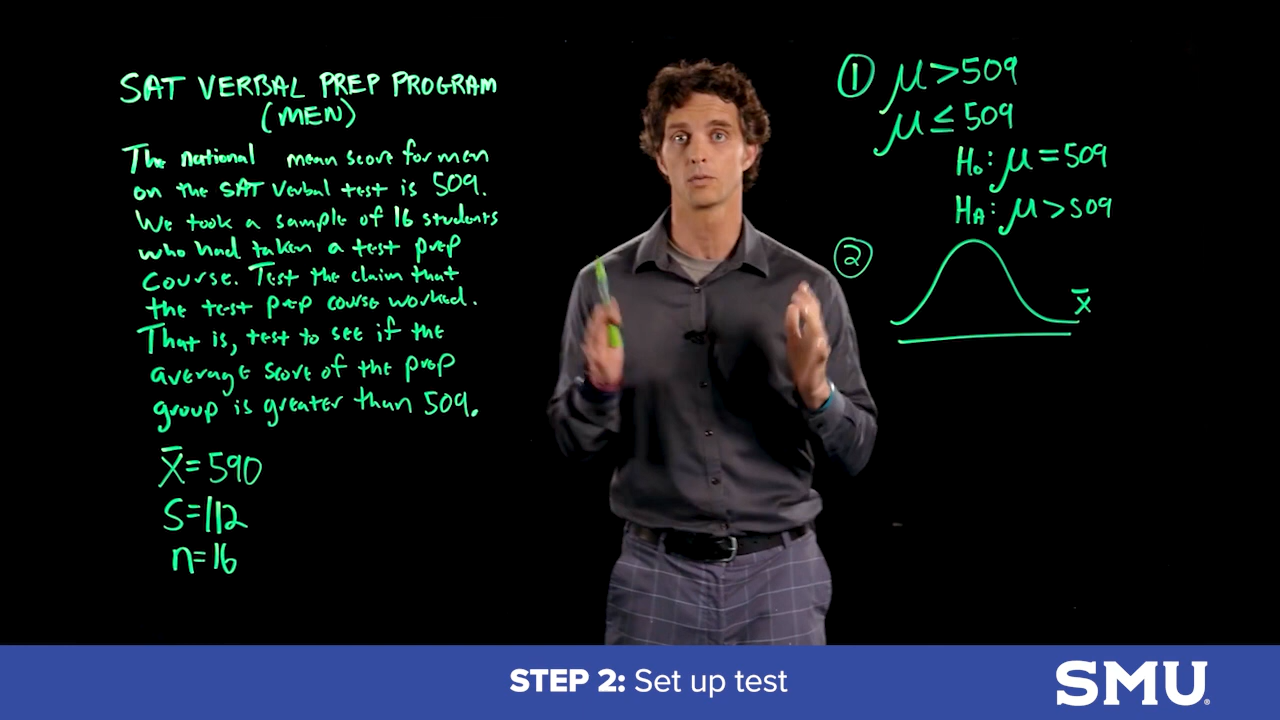 SAT VERBAL PREP PROGRAM
(MEN)
The national mean score for men
on the SAT Verbal test is 509.
We took a sample of 16 students
who had taken a test prep
course. Test the claim that
the test prep course worked.
That is, test to see if the
average score of the prep
group is greater than 509.
x̄=590
S=112
n=16
① μ>509
μ≤509
H₀: μ=509
Hₐ: μ>509
②
x̄
STEP 2: Set up test
SMU®